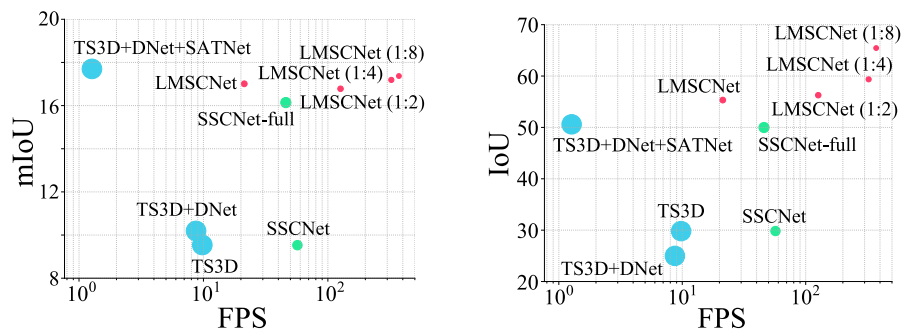 20
TS3D+DNet+SATNet
LMSCNet (1:8)
LMSCNet (1:4)
LMSCNet
16
LMSCNet (1:2)
SSCNet-full
mIoU
12
TS3D+DNet
SSCNet
10
TS3D
8
10^0
10^1
10^2
FPS
70
LMSCNet (1:8)
LMSCNet (1:4)
60
LMSCNet
LMSCNet (1:2)
50
TS3D+DNet+SATNet
SSCNet-full
IoU
40
TS3D
SSCNet
30
TS3D+DNet
20
10^0
10^1
10^2
FPS